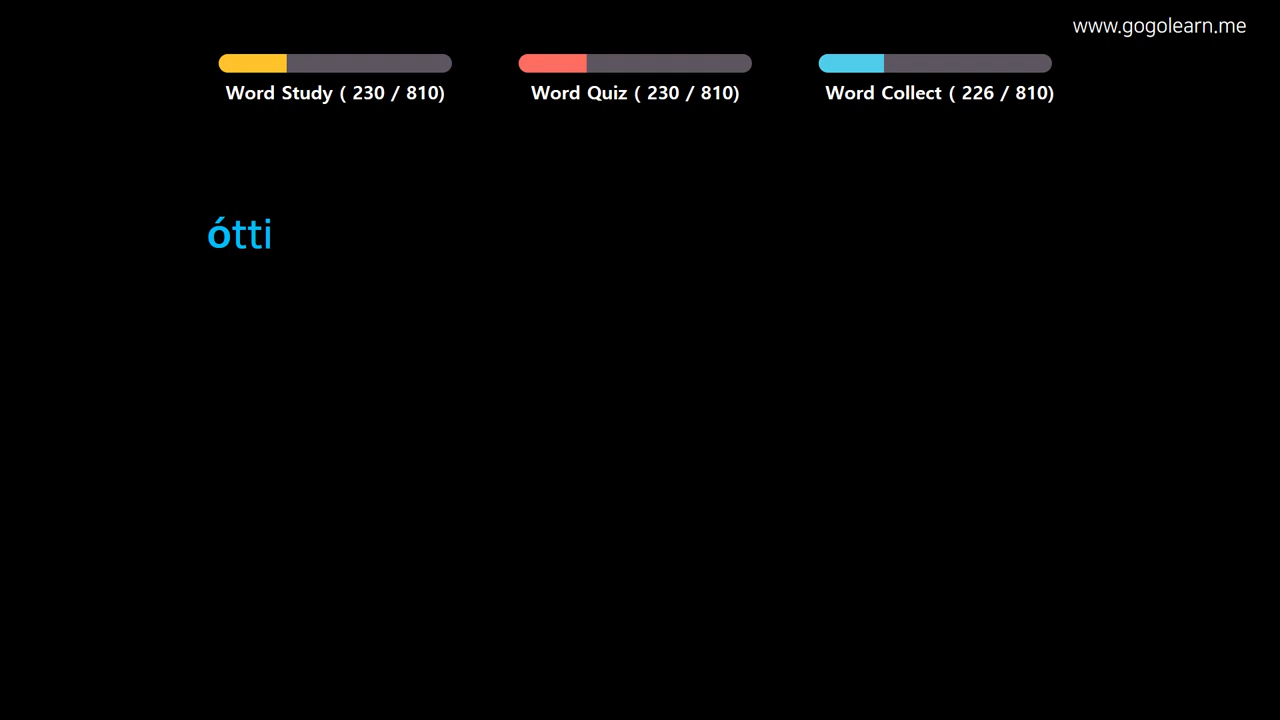 www.gogolearn.me
Word Study ( 230 / 810)
Word Quiz ( 230 / 810)
Word Collect ( 226 / 810)
ótti